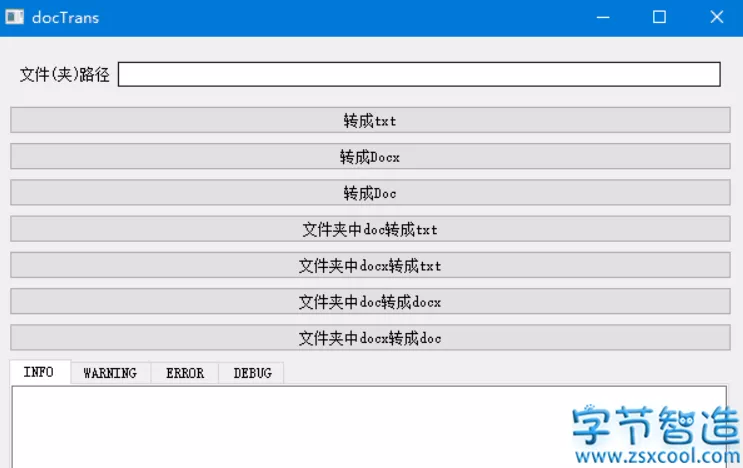 docTrans
文件(夹)路径
转成txt
转成Docx
转成Doc
文件夹中doc转成txt
文件夹中docx转成txt
文件夹中doc转成docx
文件夹中docx转成doc
INFO WARNING ERROR DEBUG
字节智造
www.zsxcool.com